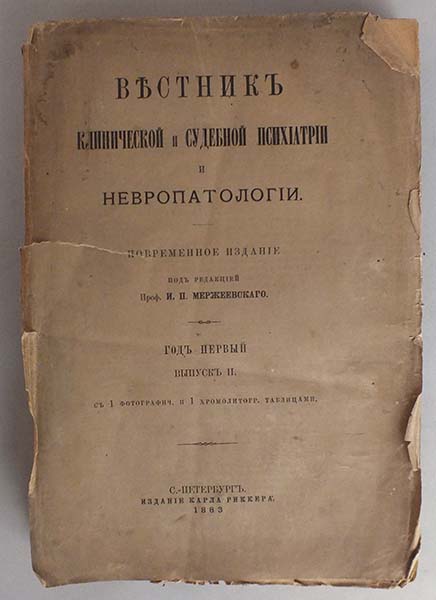 ВѢСТНИКЪ
КЛИНИЧЕСКОЙ и СУДЕБНОЙ ПСИХІАТРІИ
И
НЕВРОПАТОЛОГІИ.
ПОВРЕМЕННОЕ ИЗДАНІЕ
ПОДЪ РЕДАКЦІЕЙ
Проф. И. П. МЕРЖЕЕВСКАГО.
ГОДЪ ПЕРВЫЙ
ВЫПУСКЪ II.
СЪ 1 ФОТОГРАФИЧ. И 1 ХРОМОЛИТОГР. ТАБЛИЦАМИ.
С.-ПЕТЕРБУРГЪ.
ИЗДАНІЕ КАРЛА РИККЕРА.
1883